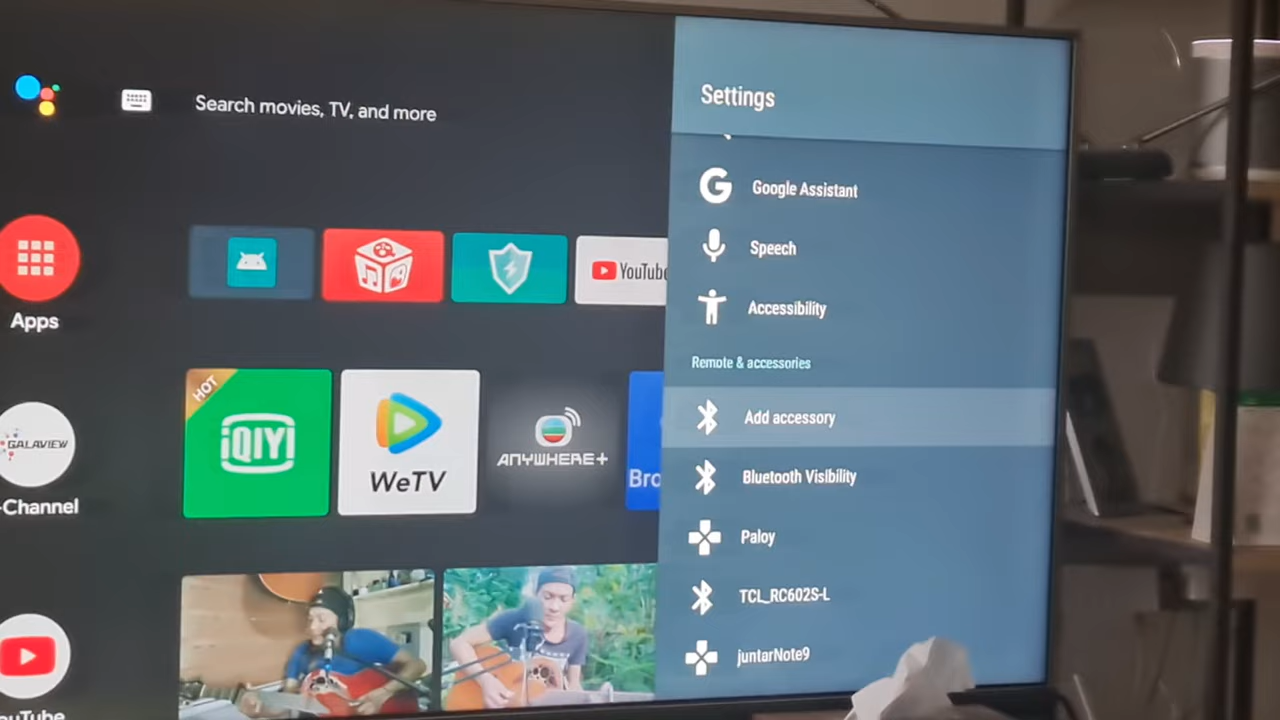 Search movies, TV, and more
Settings
Google Assistant
Speech
Accessibility
Remote & accessories
Add accessory
Bluetooth Visibility
Paloy
TCL_RC602S-L
juntarNote9
YouTube
Apps
HOT
iQIYI
WeTV
ANYWHERE+
Bro
GALAVIEW
-Channel
YouTube